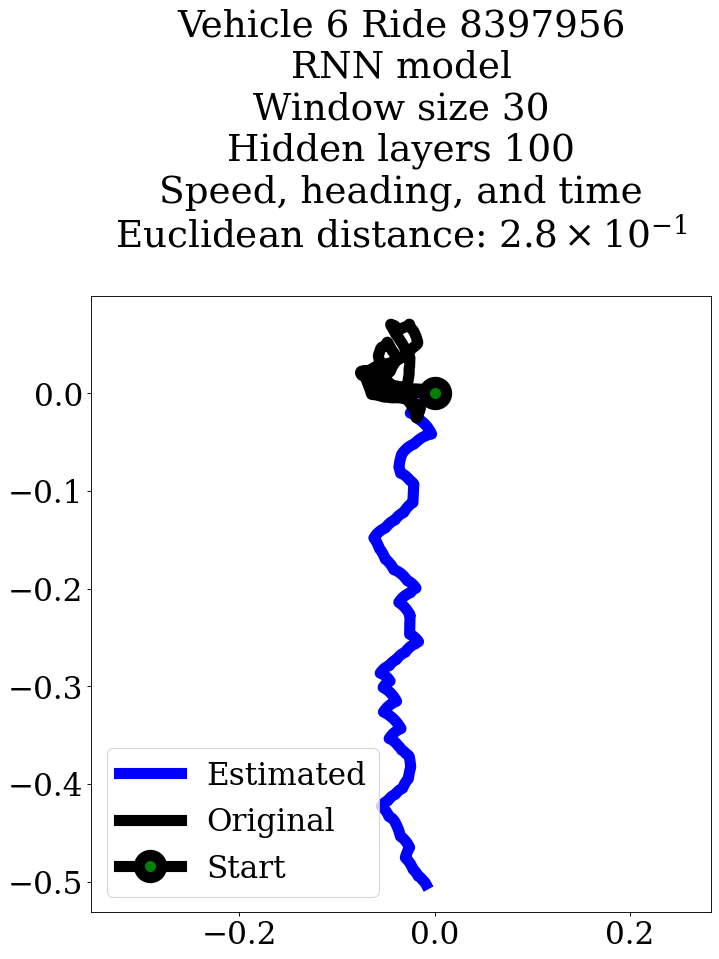 Vehicle 6 Ride 8397956
RNN model
Window size 30
Hidden layers 100
Speed, heading, and time
Euclidean distance: 2.8 × 10⁻¹
0.0
−0.1
−0.2
−0.3
−0.4
−0.5
Estimated
Original
Start
−0.2 0.0 0.2